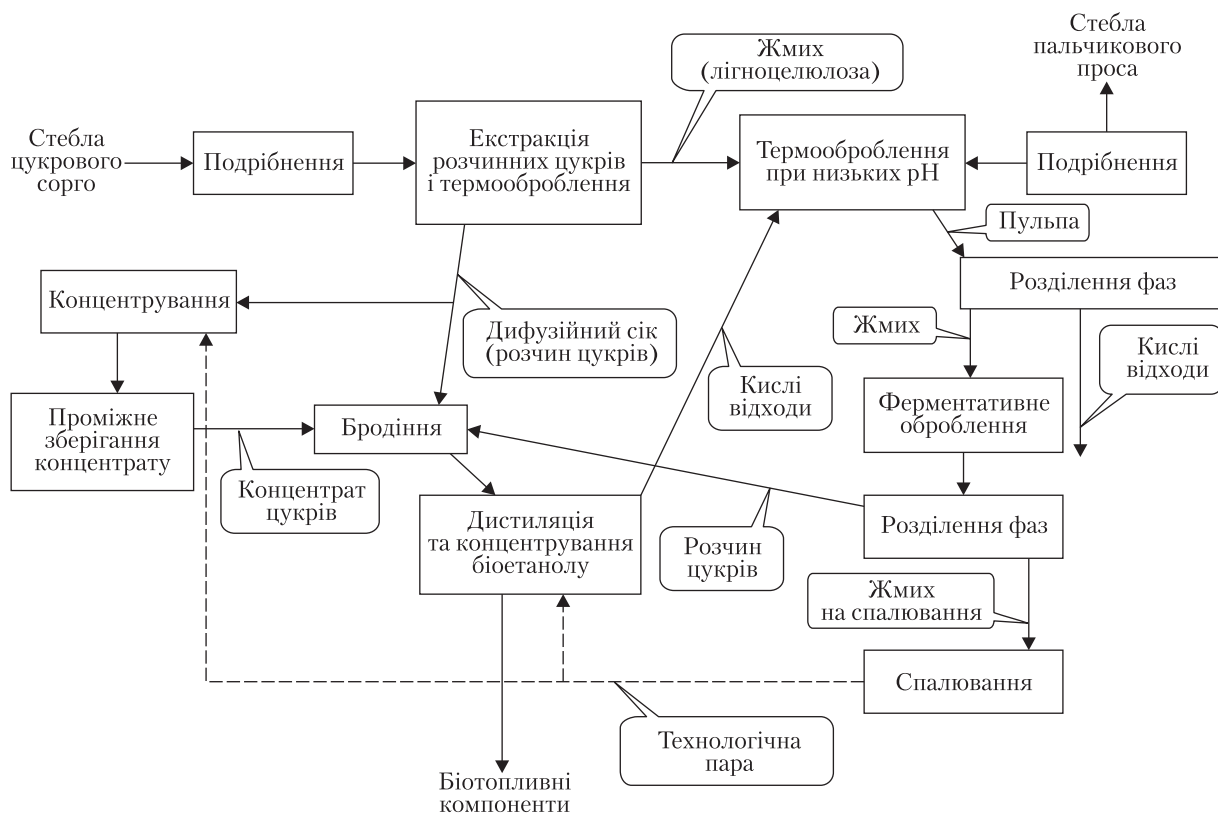 Жмих
(лігноцелюлоза)
Стебла
пальчикового
проса
Стебла
цукрового
сорго
Подрібнення
Екстракція
розчинних цукрів
і термооброблення
Термооброблення
при низьких рН
Подрібнення
Пульпа
Концентрування
Розділення фаз
Дифузійний сік
(розчин цукрів)
Жмих
Кислі
відходи
Кислі
відходи
Проміжне
зберігання
концентрату
Бродіння
Ферментативне
оброблення
Концентрат
цукрів
Дистиляція
та концентрування
біоетанолу
Розчин
цукрів
Розділення фаз
Жмих
на спалювання
Спалювання
Технологічна
пара
Біотопливні
компоненти